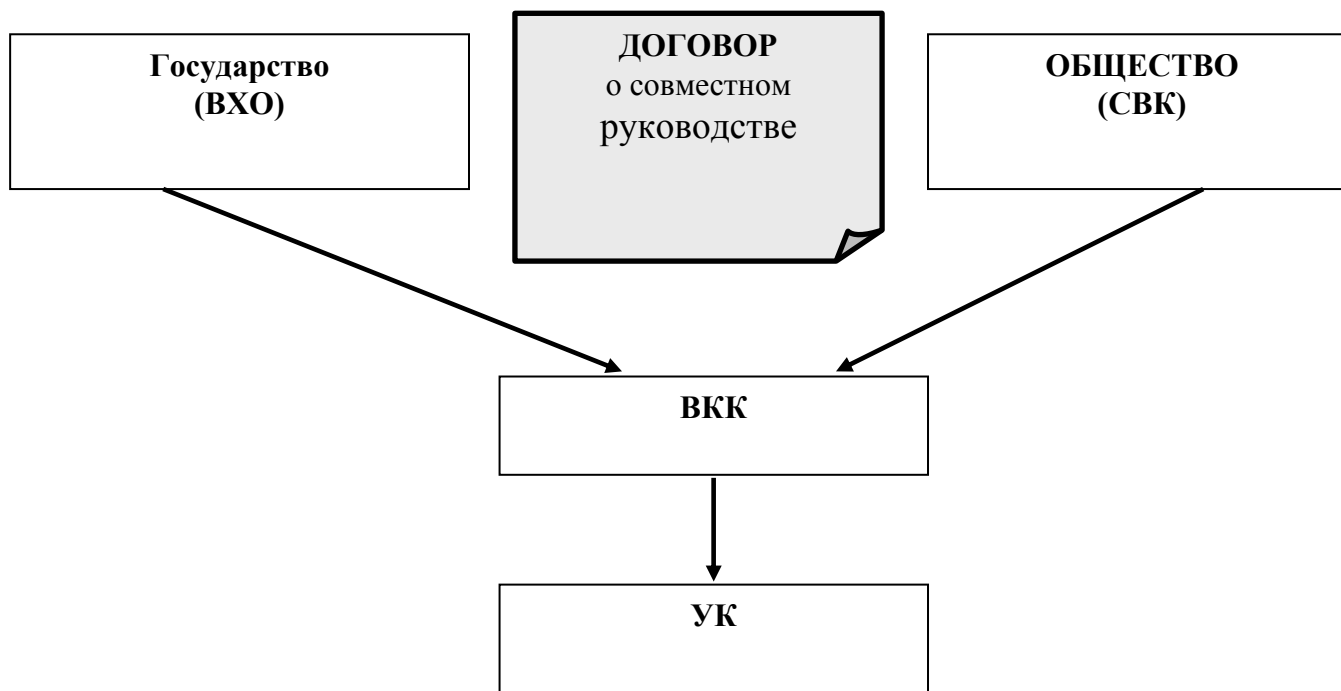 Государство
(ВХО)
ДОГОВОР
о совместном
руководстве
ОБЩЕСТВО
(СВК)
ВКК
УК